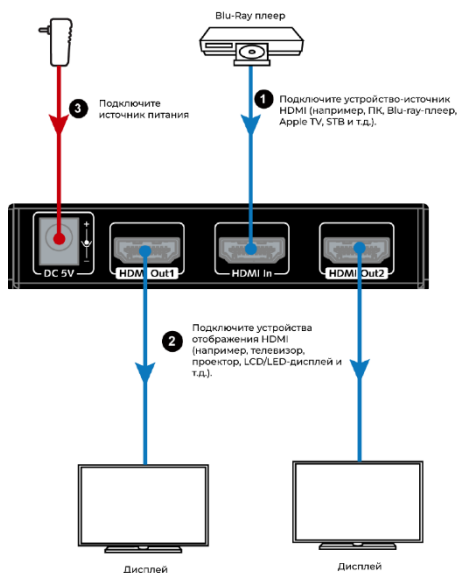 Blu-Ray плеер
3
Подключите
источник питания
1
Подключите устройство-источник
HDMI (например, ПК, Blu-ray-плеер,
Apple TV, STB и т.д.).
+
–
DC 5V
HDMI Out1
HDMI In
HDMI Out2
2
Подключите устройства
отображения HDMI
(например, телевизор,
проектор, LCD/LED-дисплей и
т.д.).
Дисплей
Дисплей